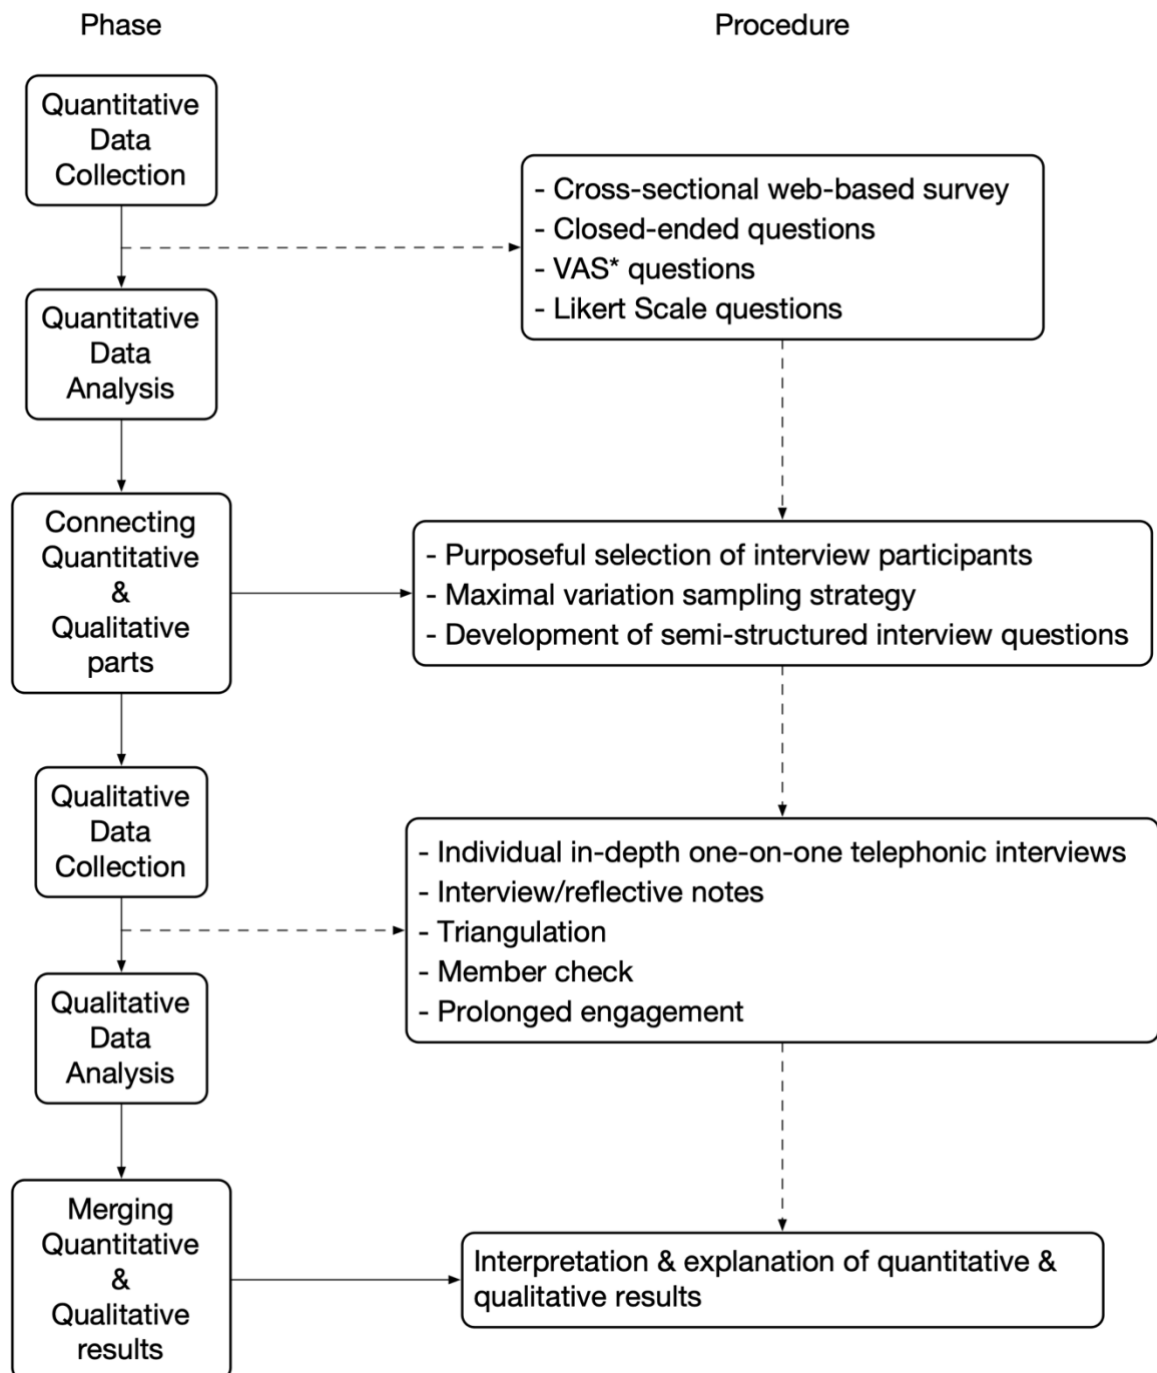 Phase
Procedure
Quantitative
Data
Collection
- Cross-sectional web-based survey
- Closed-ended questions
- VAS* questions
- Likert Scale questions
Quantitative
Data
Analysis
Connecting
Quantitative
&
Qualitative
parts
- Purposeful selection of interview participants
- Maximal variation sampling strategy
- Development of semi-structured interview questions
Qualitative
Data
Collection
- Individual in-depth one-on-one telephonic interviews
- Interview/reflective notes
- Triangulation
- Member check
- Prolonged engagement
Qualitative
Data
Analysis
Merging
Quantitative
&
Qualitative
results
Interpretation & explanation of quantitative &
qualitative results